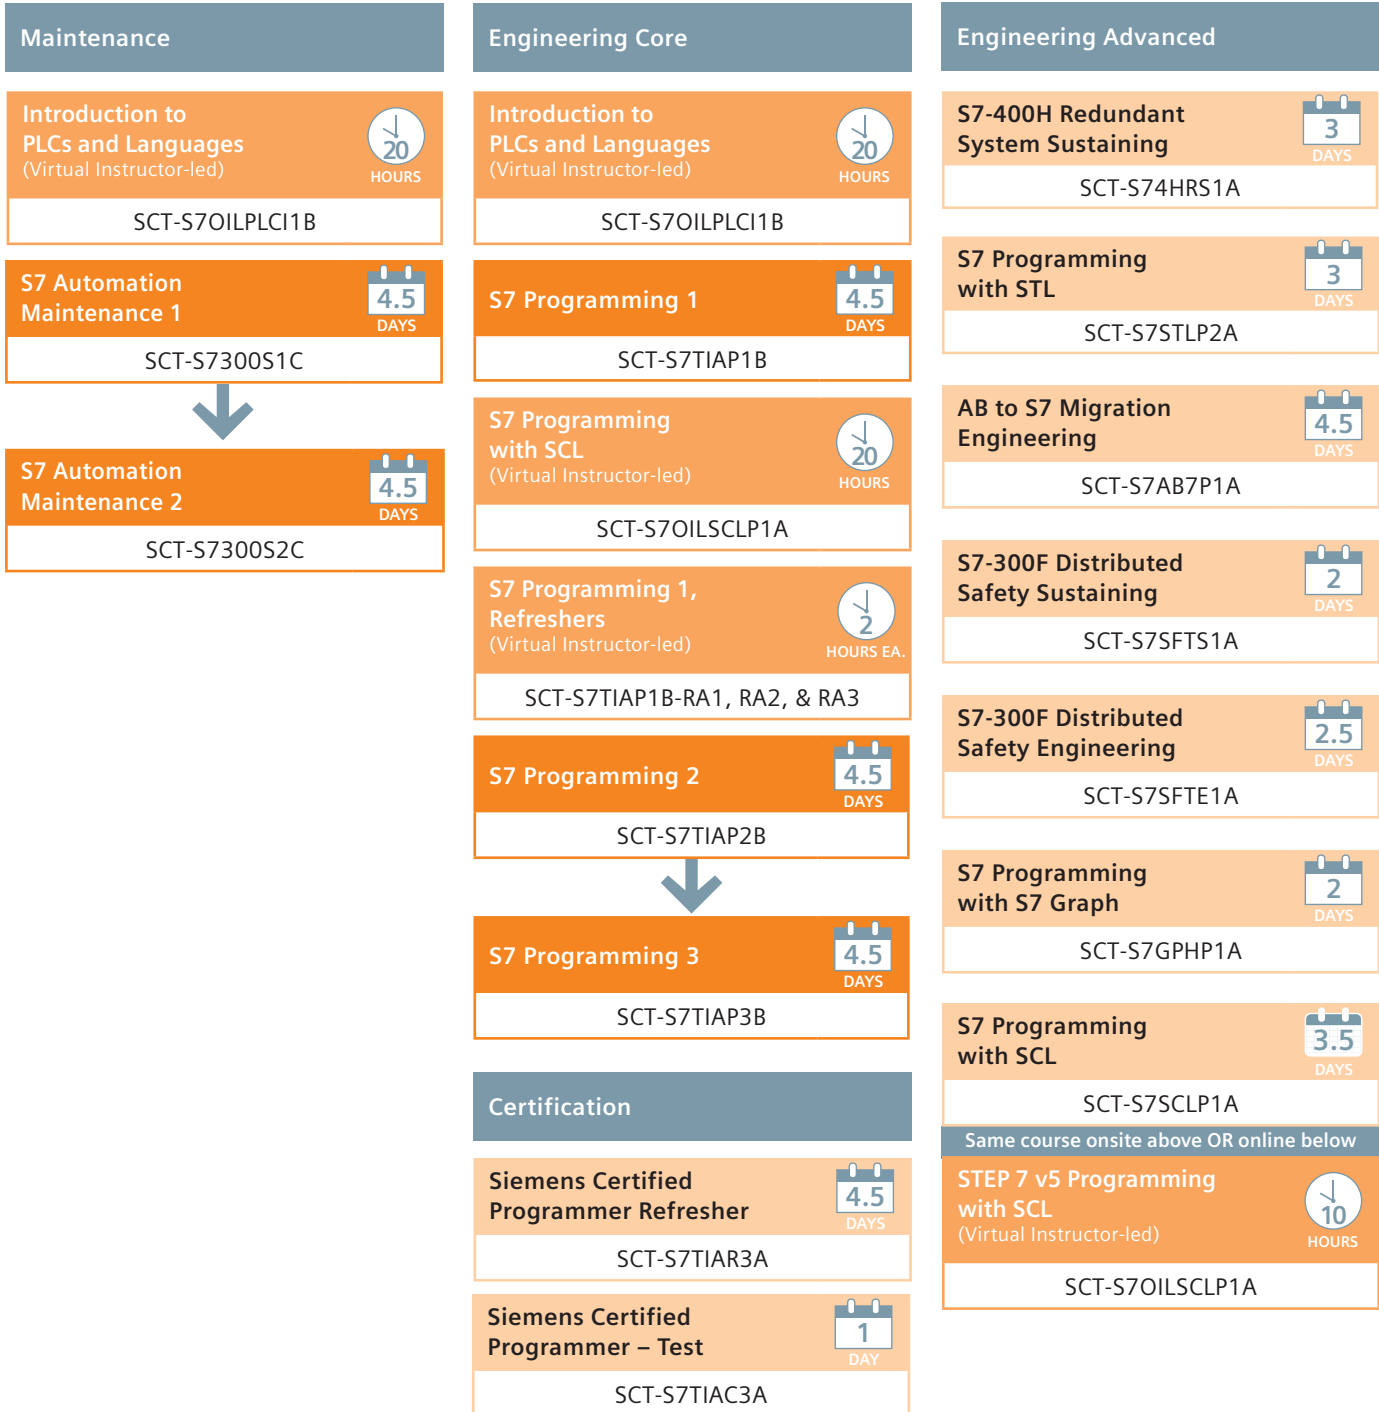 Maintenance
Introduction to
PLCs and Languages
(Virtual Instructor-led)
20
HOURS
SCT-S7OILPLCI1B
S7 Automation
Maintenance 1
4.5
DAYS
SCT-S7300S1C
S7 Automation
Maintenance 2
4.5
DAYS
SCT-S7300S2C
Engineering Core
Introduction to
PLCs and Languages
(Virtual Instructor-led)
20
HOURS
SCT-S7OILPLCI1B
S7 Programming 1
4.5
DAYS
SCT-S7TIAP1B
S7 Programming
with SCL
(Virtual Instructor-led)
20
HOURS
SCT-S7OILSCLP1A
S7 Programming 1,
Refreshers
(Virtual Instructor-led)
2
HOURS EA.
SCT-S7TIAP1B-RA1, RA2, & RA3
S7 Programming 2
4.5
DAYS
SCT-S7TIAP2B
S7 Programming 3
4.5
DAYS
SCT-S7TIAP3B
Certification
Siemens Certified
Programmer Refresher
4.5
DAYS
SCT-S7TIAR3A
Siemens Certified
Programmer – Test
1
DAY
SCT-S7TIAC3A
Engineering Advanced
S7-400H Redundant
System Sustaining
3
DAYS
SCT-S74HRS1A
S7 Programming
with STL
3
DAYS
SCT-S7STLP2A
AB to S7 Migration
Engineering
4.5
DAYS
SCT-S7AB7P1A
S7-300F Distributed
Safety Sustaining
2
DAYS
SCT-S7SFTS1A
S7-300F Distributed
Safety Engineering
2.5
DAYS
SCT-S7SFTE1A
S7 Programming
with S7 Graph
2
DAYS
SCT-S7GPHP1A
S7 Programming
with SCL
3.5
DAYS
SCT-S7SCLP1A
Same course onsite above OR online below
STEP 7 v5 Programming
with SCL
(Virtual Instructor-led)
10
HOURS
SCT-S7OILSCLP1A